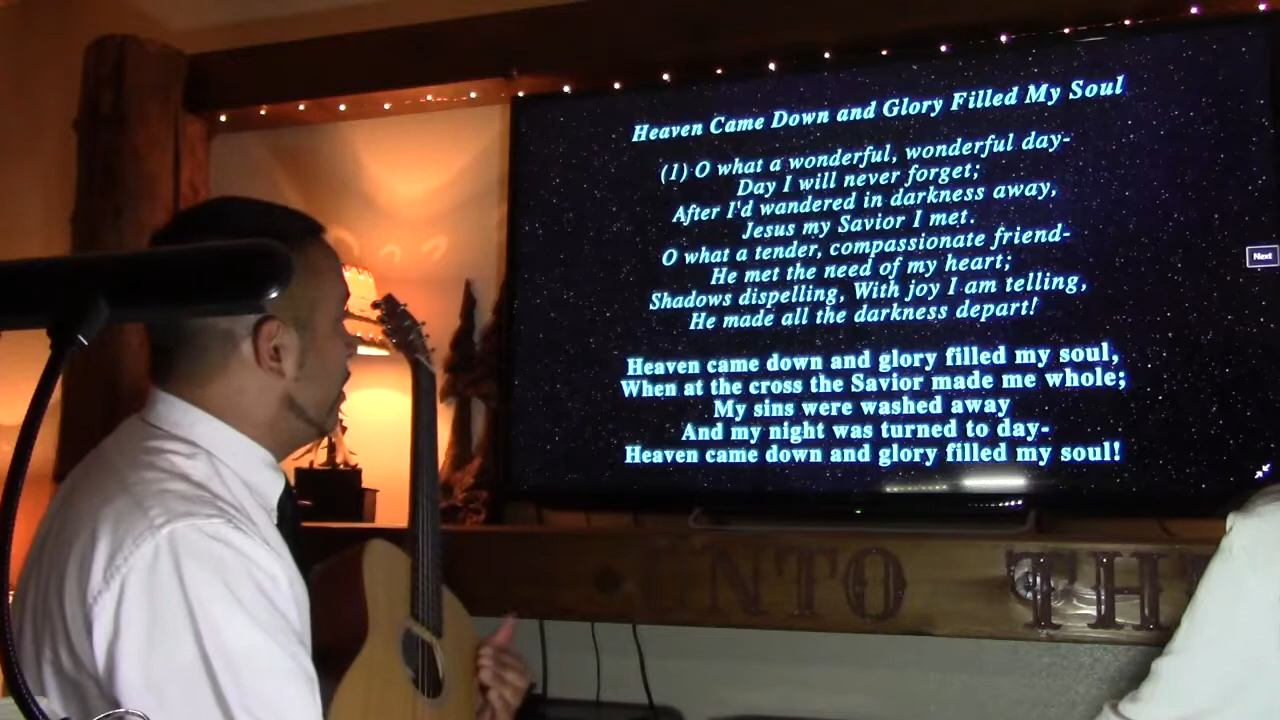 Heaven Came Down and Glory Filled My Soul
(1) O what a wonderful, wonderful day-
Day I will never forget;
After I'd wandered in darkness away,
Jesus my Savior I met.
O what a tender, compassionate friend-
He met the need of my heart;
Shadows dispelling, With joy I am telling,
He made all the darkness depart!
Heaven came down and glory filled my soul,
When at the cross the Savior made me whole;
My sins were washed away
And my night was turned to day-
Heaven came down and glory filled my soul!
Next
UNTO TH